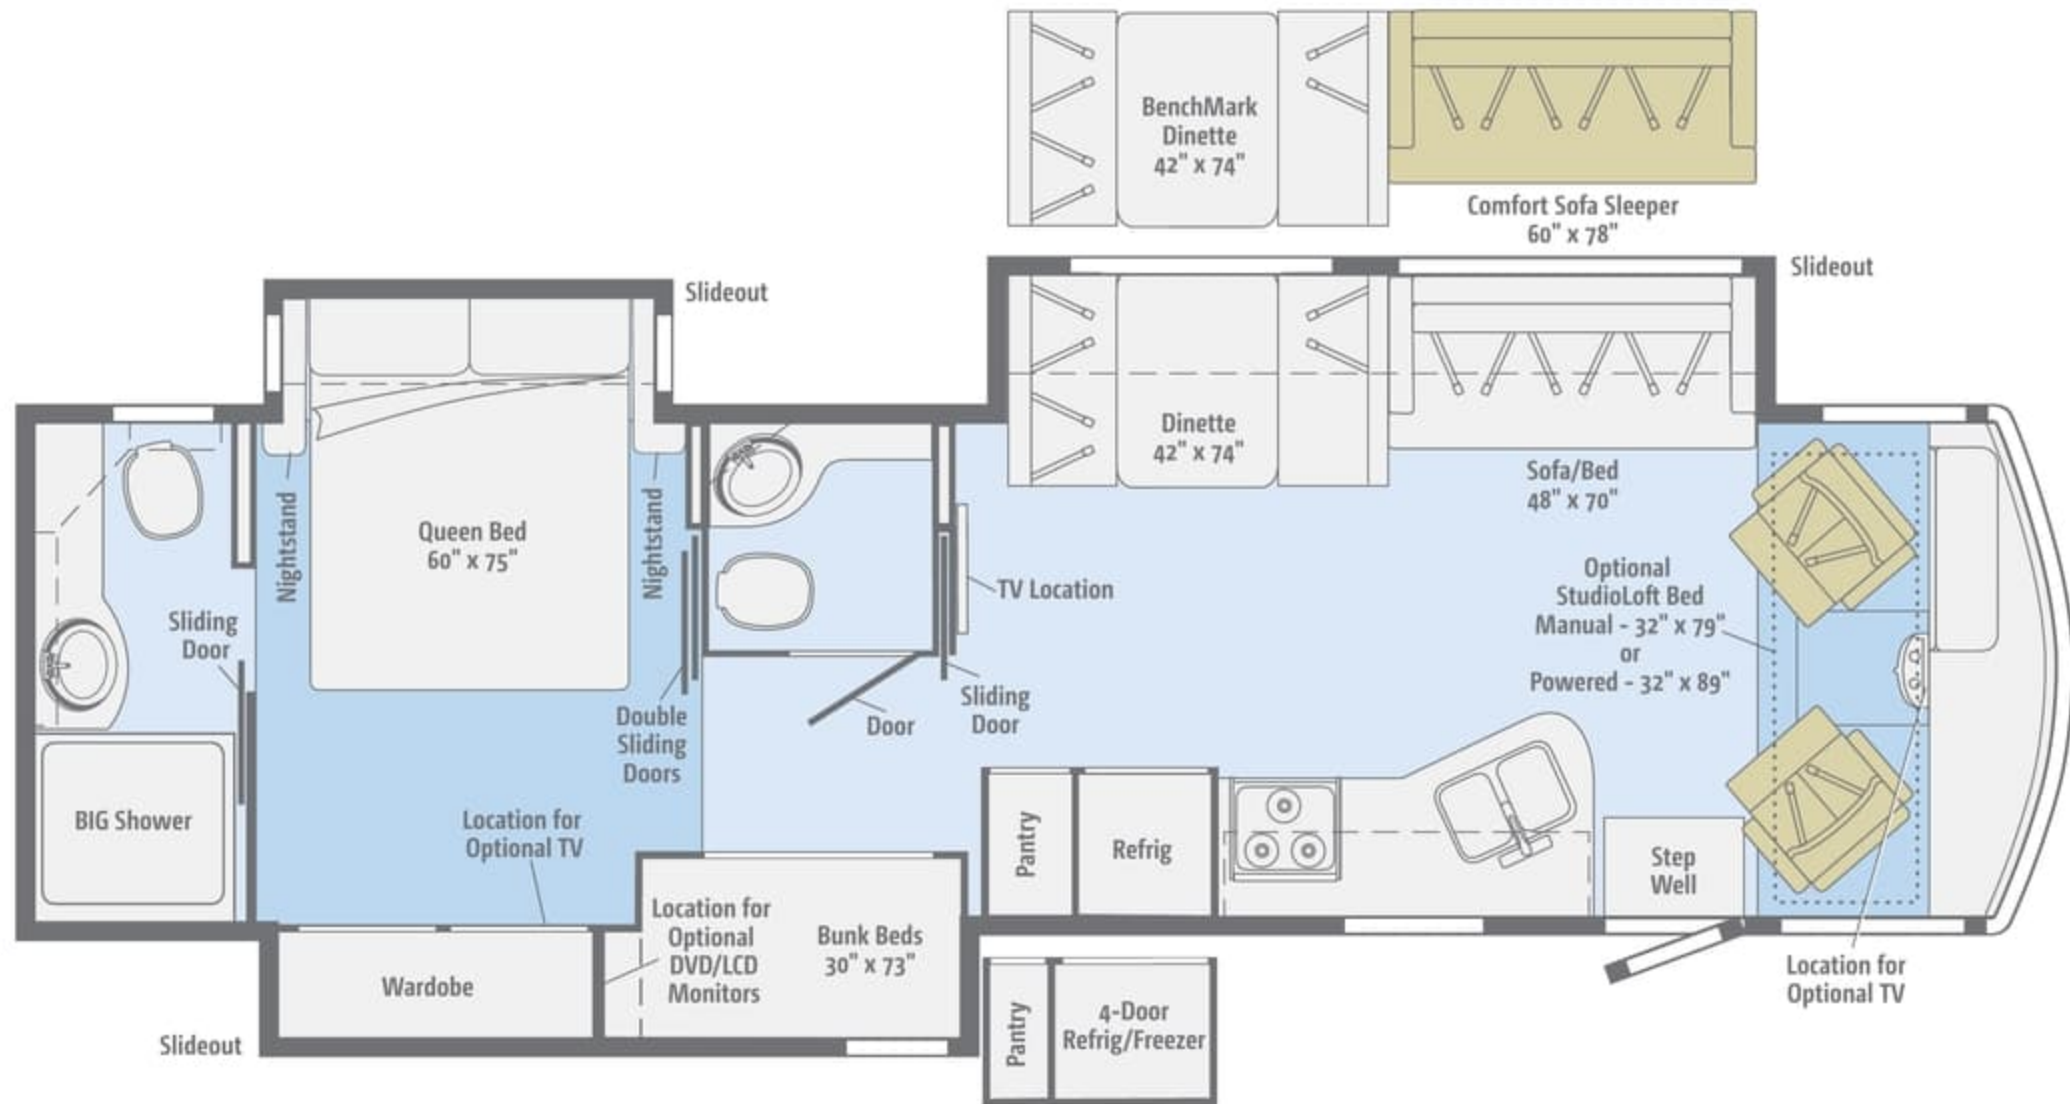 BenchMark
Dinette
42" x 74"
Comfort Sofa Sleeper
60" x 78"
Slideout
Slideout
Dinette
42" x 74"
Sofa/Bed
48" x 70"
Queen Bed
60" x 75"
Nightstand
Nightstand
Sliding
Door
TV Location
Optional
StudioLoft Bed
Manual - 32" x 79"
or
Powered - 32" x 89"
Double
Sliding
Doors
Door
Sliding
Door
BIG Shower
Location for
Optional TV
Pantry
Refrig
Step
Well
Location for
Optional
DVD/LCD
Monitors
Bunk Beds
30" x 73"
Wardobe
Location for
Optional TV
Slideout
Pantry
4-Door
Refrig/Freezer